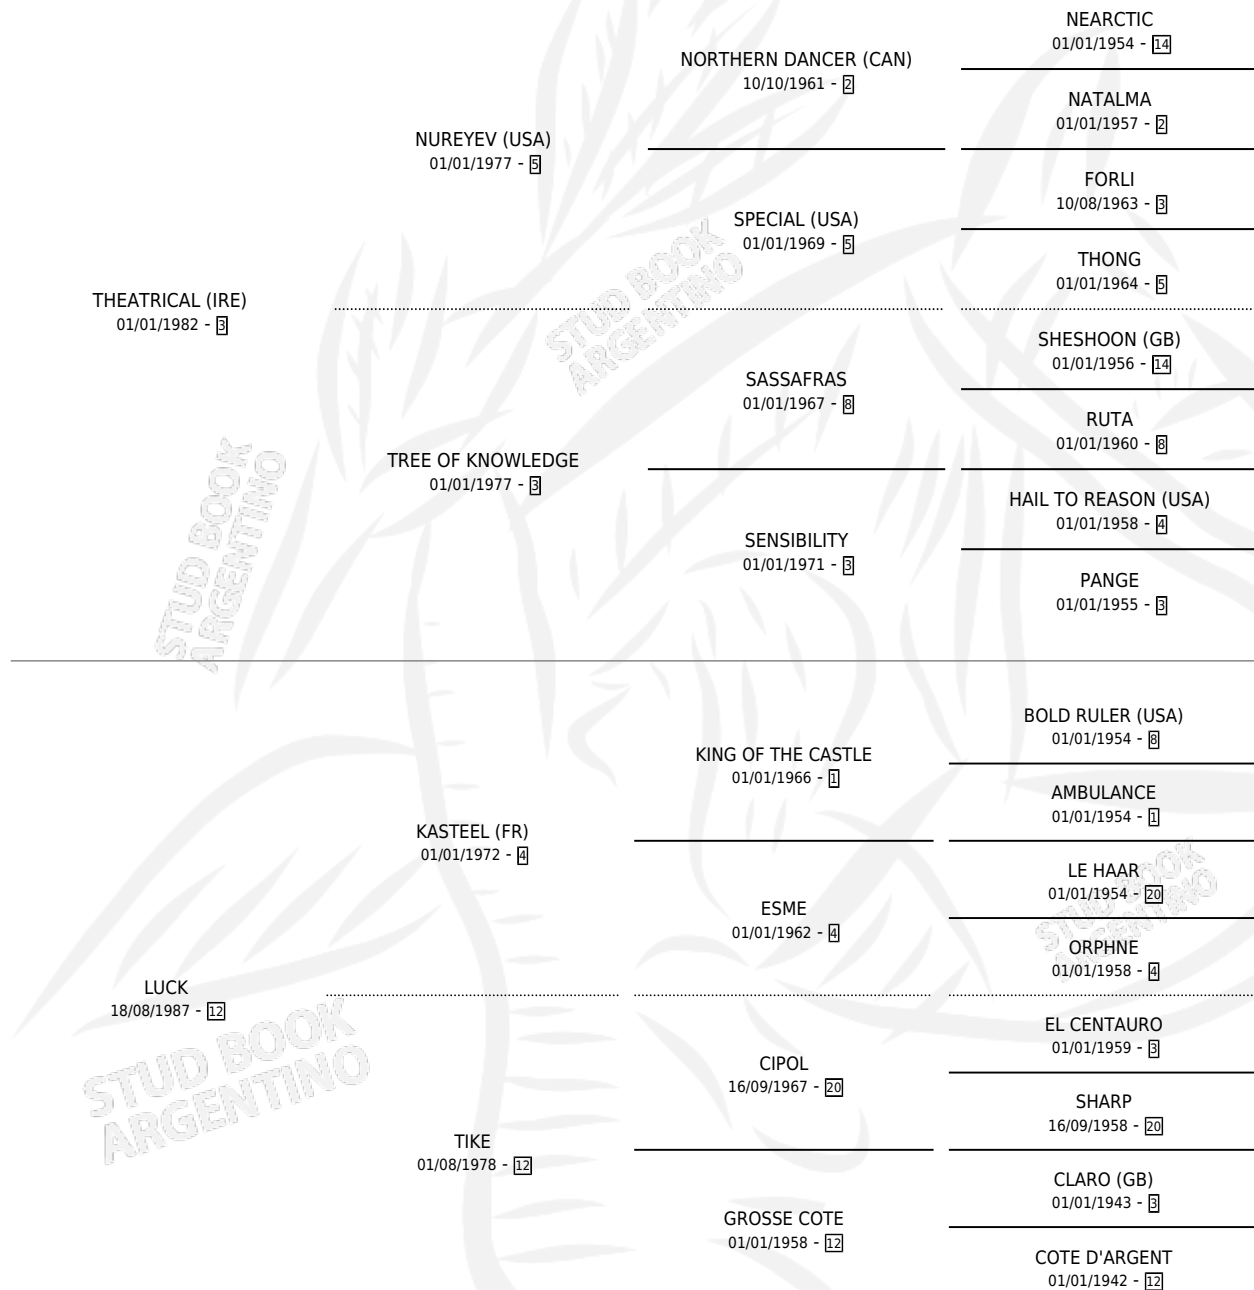 NEARCTIC
01/01/1954 - 14
NORTHERN DANCER (CAN)
10/10/1961 - 2
NATALMA
01/01/1957 - 2
NUREYEV (USA)
01/01/1977 - 5
FORLI
10/08/1963 - 3
SPECIAL (USA)
01/01/1969 - 5
THONG
01/01/1964 - 5
THEATRICAL (IRE)
01/01/1982 - 3
STUD BOOK
ARGENTINO
SHESHOON (GB)
01/01/1956 - 14
SASSAFRAS
01/01/1967 - 8
RUTA
01/01/1960 - 8
TREE OF KNOWLEDGE
01/01/1977 - 3
HAIL TO REASON (USA)
01/01/1958 - 4
SENSIBILITY
01/01/1971 - 3
PANGE
01/01/1955 - 3
STUD BOOK
ARGENTINO
BOLD RULER (USA)
01/01/1954 - 8
KING OF THE CASTLE
01/01/1966 - 1
AMBULANCE
01/01/1954 - 1
KASTEEL (FR)
01/01/1972 - 4
LE HAAR
01/01/1954 - 20
ESME
01/01/1962 - 4
ORPHNE
01/01/1958 - 4
STUD BOOK
ARGENTINO
LUCK
18/08/1987 - 12
STUD BOOK
ARGENTINO
EL CENTAURO
01/01/1959 - 3
CIPOL
16/09/1967 - 20
SHARP
16/09/1958 - 20
TIKE
01/08/1978 - 12
CLARO (GB)
01/01/1943 - 3
GROSSE COTE
01/01/1958 - 12
COTE D'ARGENT
01/01/1942 - 12